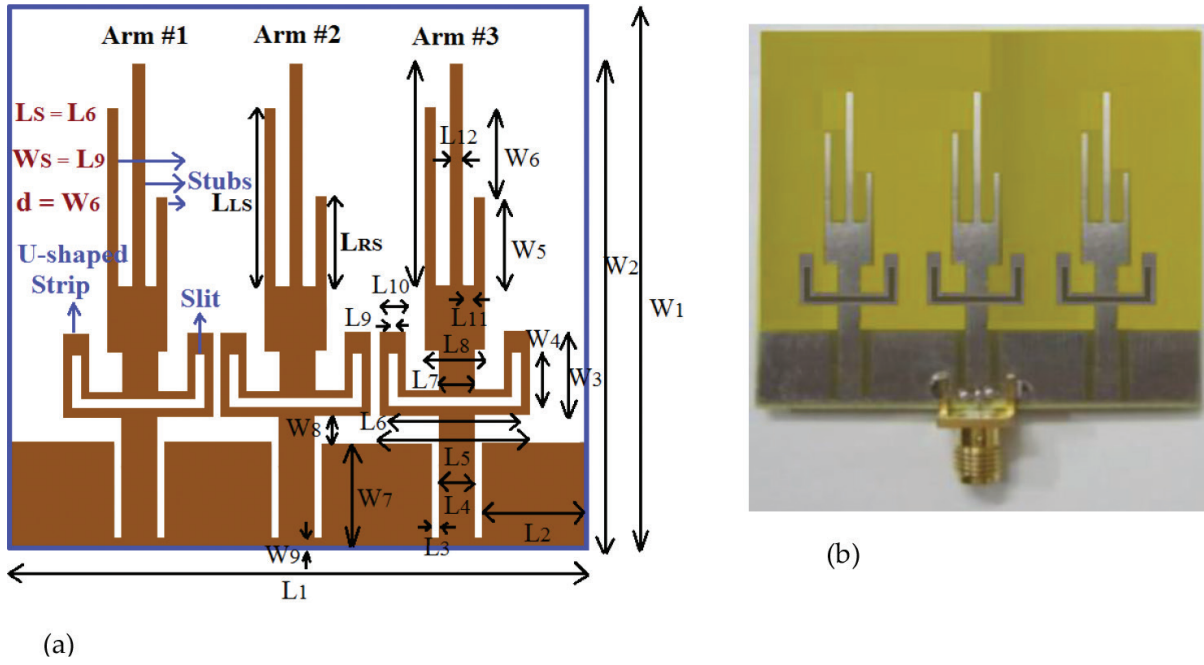 Arm #1
Arm #2
Arm #3
LS = L6
WS = L9
d = W6
Stubs
LLS
LRS
U-shaped
Strip
Slit
L12
W6
W5
W2
W1
L10
L9
L11
L8
L7
W4
W3
L6
W8
L5
L4
W7
L3
L2
W9
L1
(a)
(b)